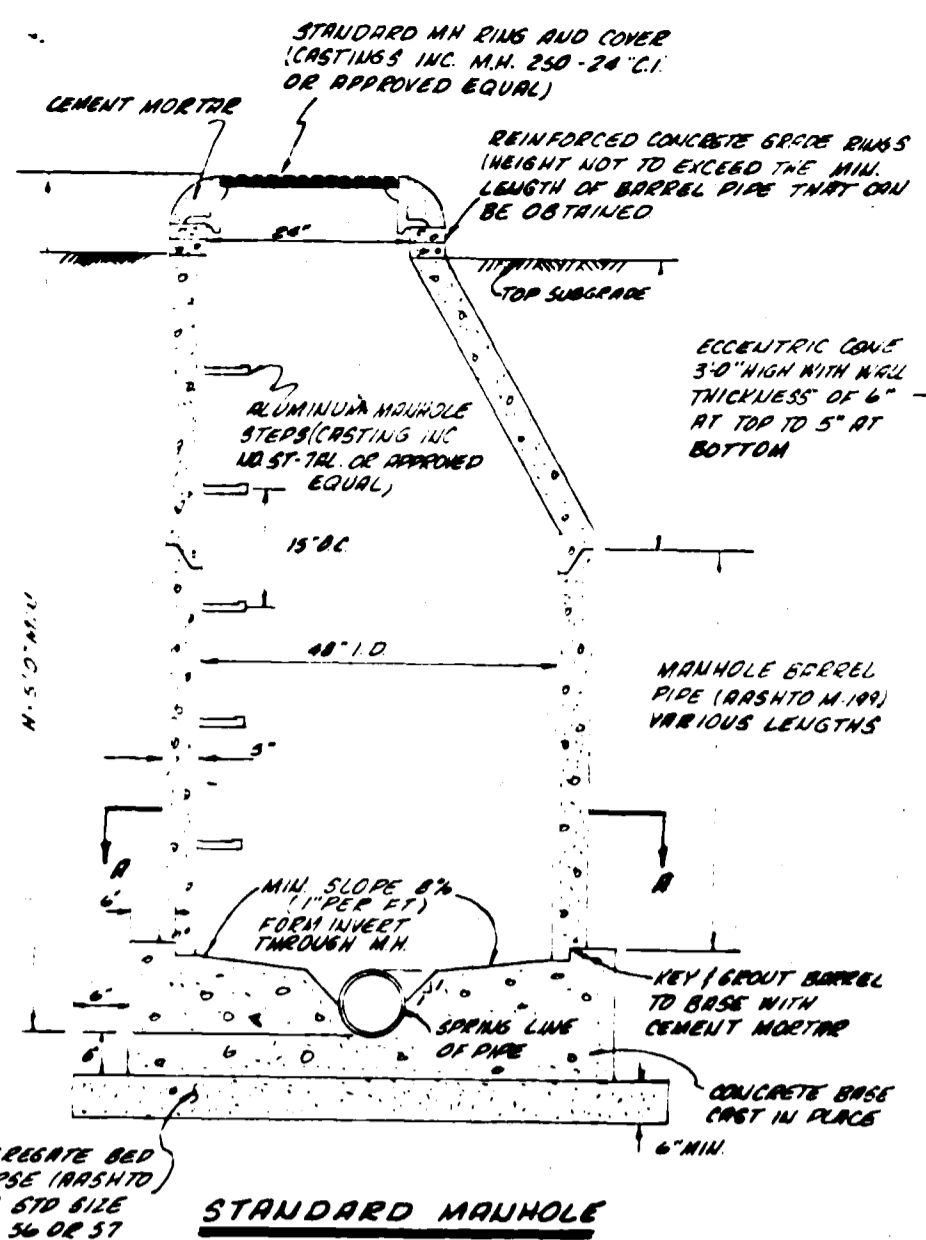 STANDARD MH RING AND COVER
(CASTINGS INC. M.H. 250-24"C.I.
OR APPROVED EQUAL)
CEMENT MORTAR
REINFORCED CONCRETE GRADE RINGS
(HEIGHT NOT TO EXCEED THE MIN.
LENGTH OF BARREL PIPE THAT CAN
BE OBTAINED
24"
TOP SUBGRADE
ECCENTRIC CONE
3'-0" HIGH WITH WALL
THICKNESS OF 6"
AT TOP TO 5" AT
BOTTOM
ALUMINUM MANHOLE
STEPS (CASTING INC
NO. ST-7AL. OR APPROVED
EQUAL)
15" O.C.
H-5'0" MIN
48" I.D.
MANHOLE BARREL
PIPE (AASHTO M-199)
VARIOUS LENGTHS
5"
A
A
6"
MIN. SLOPE 8%
(1" PER FT)
FORM INVERT
THROUGH M.H.
KEY & GROUT BARREL
TO BASE WITH
CEMENT MORTAR
6"
SPRING LINE
OF PIPE
6"
CONCRETE BASE
CAST IN PLACE
6" MIN.
REGATE BED
RSE (AASHTO)
STD SIZE
56 OR 57
STANDARD MANHOLE